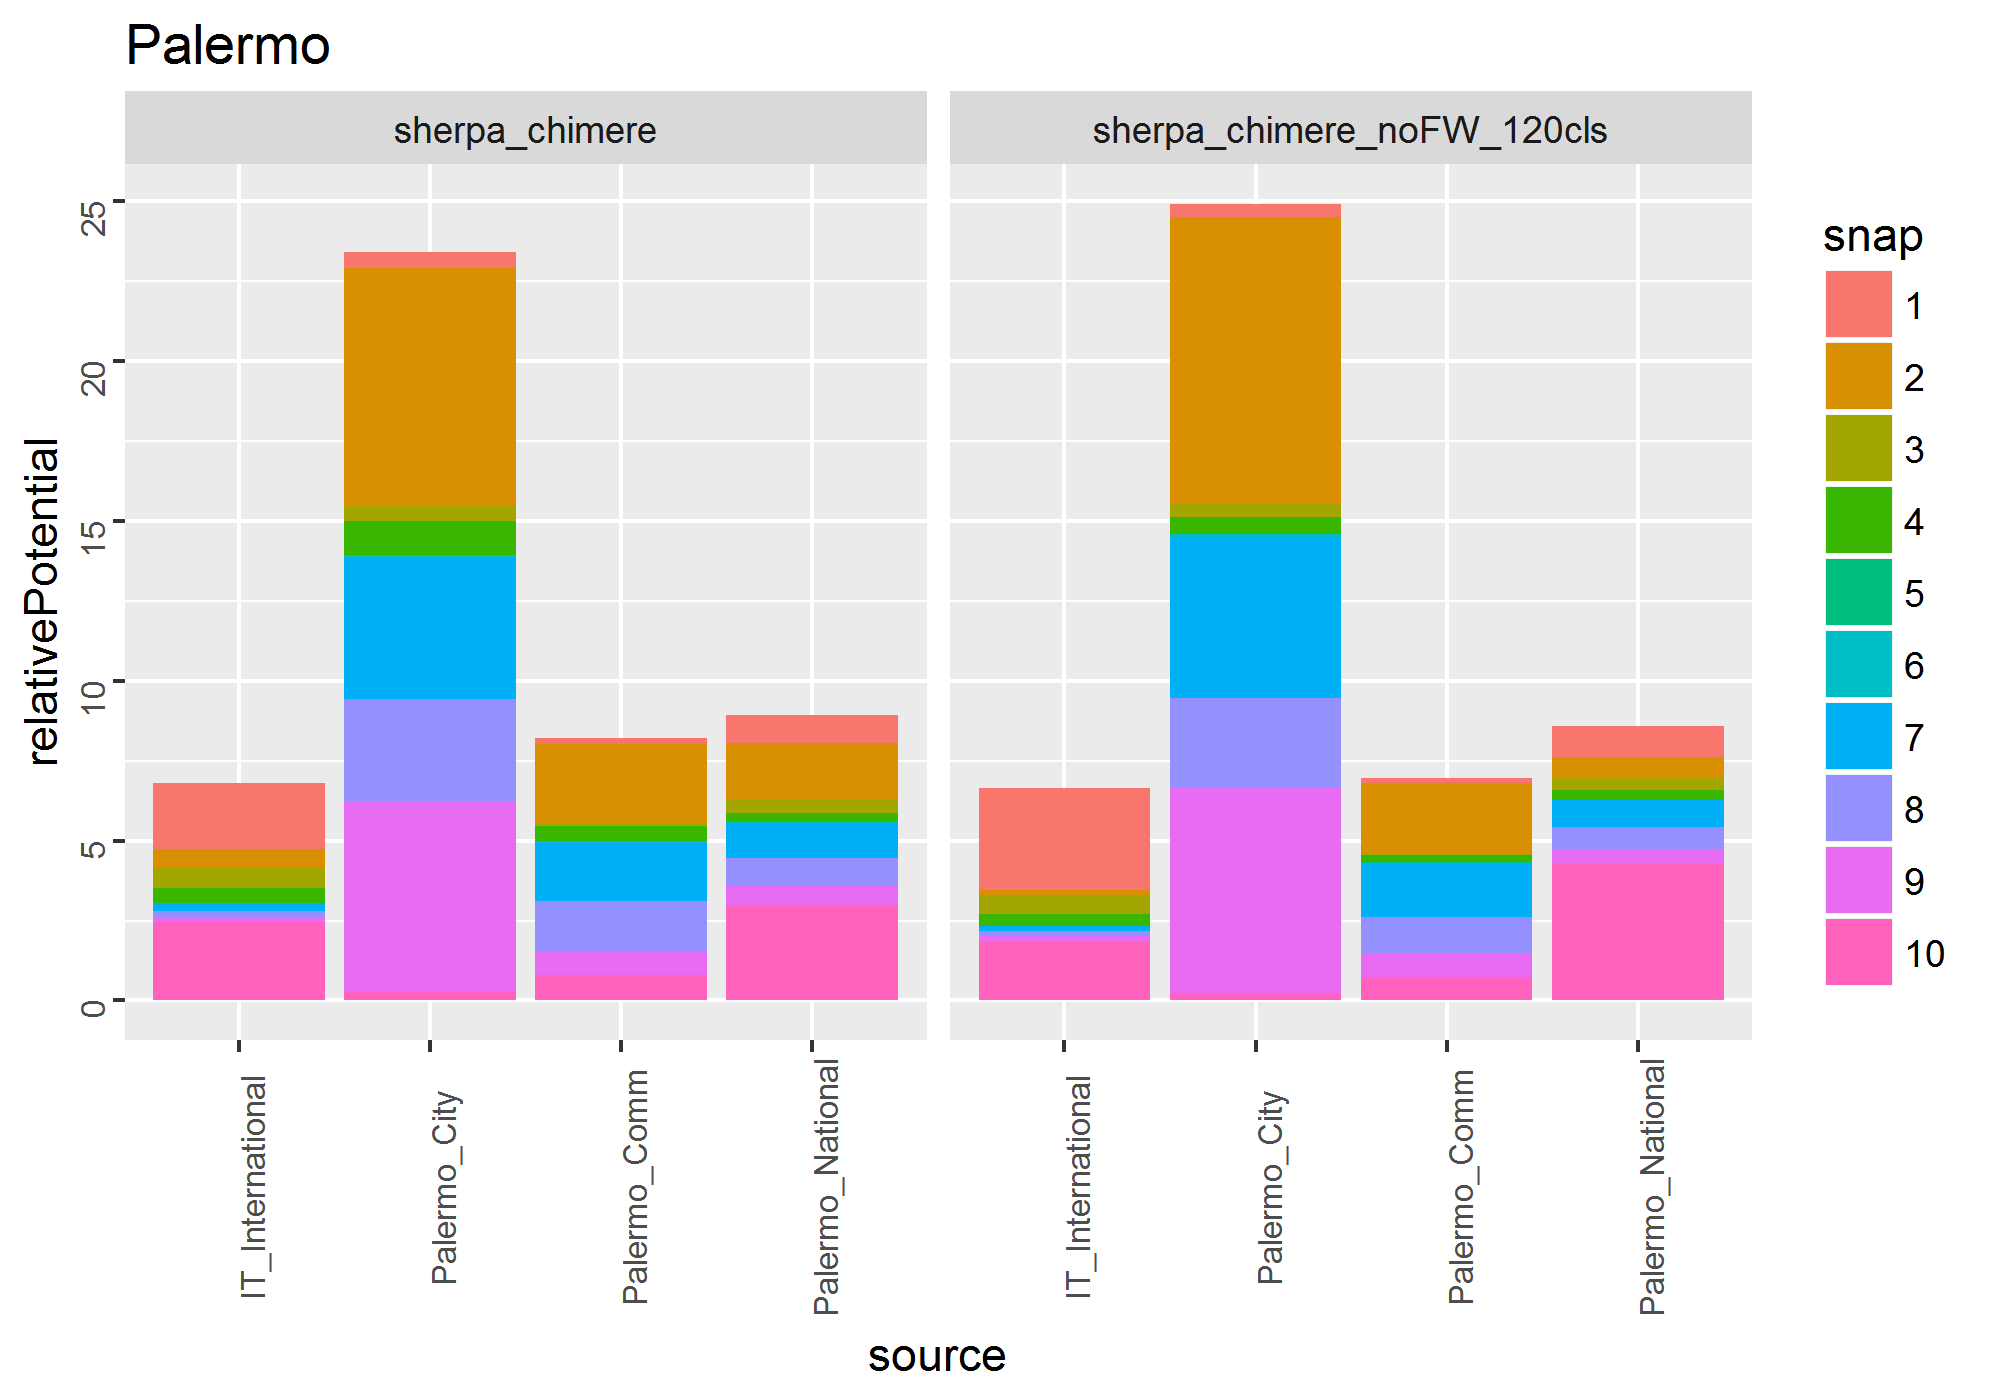 Palermo
sherpa_chimere
sherpa_chimere_noFW_120cls
relativePotential
25
20
15
10
5
0
IT_International
Palermo_City
Palermo_Comm
Palermo_National
IT_International
Palermo_City
Palermo_Comm
Palermo_National
source
snap
1
2
3
4
5
6
7
8
9
10